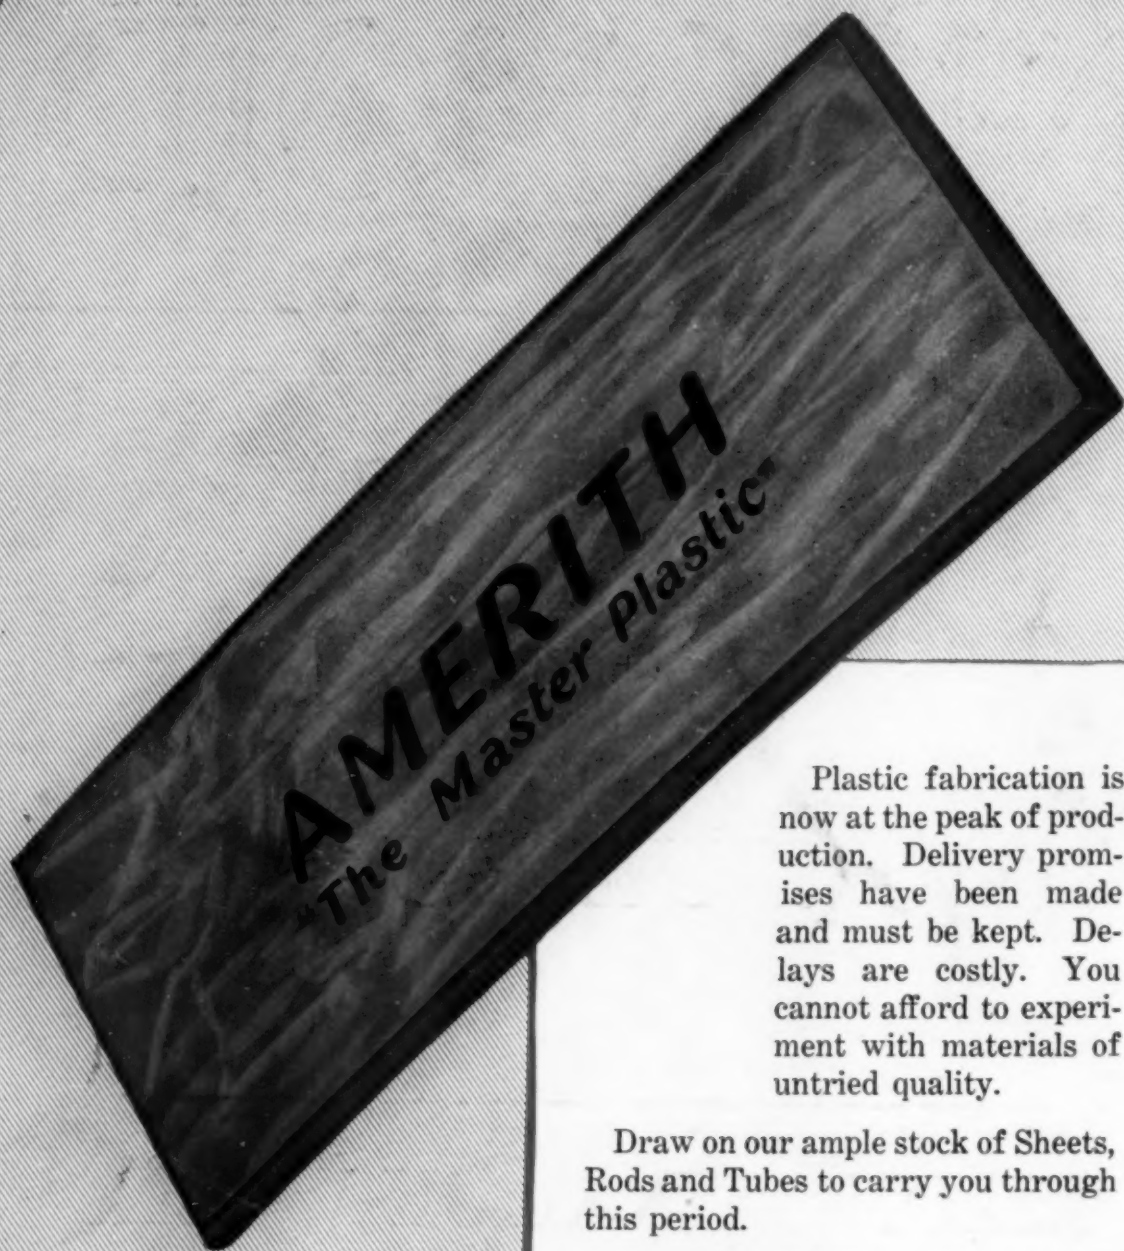 AMERITH
"The Master Plastic"
Plastic fabrication is
now at the peak of prod-
uction. Delivery prom-
ises have been made
and must be kept. De-
lays are costly. You
cannot afford to experi-
ment with materials of
untried quality.
Draw on our ample stock of Sheets,
Rods and Tubes to carry you through
this period.